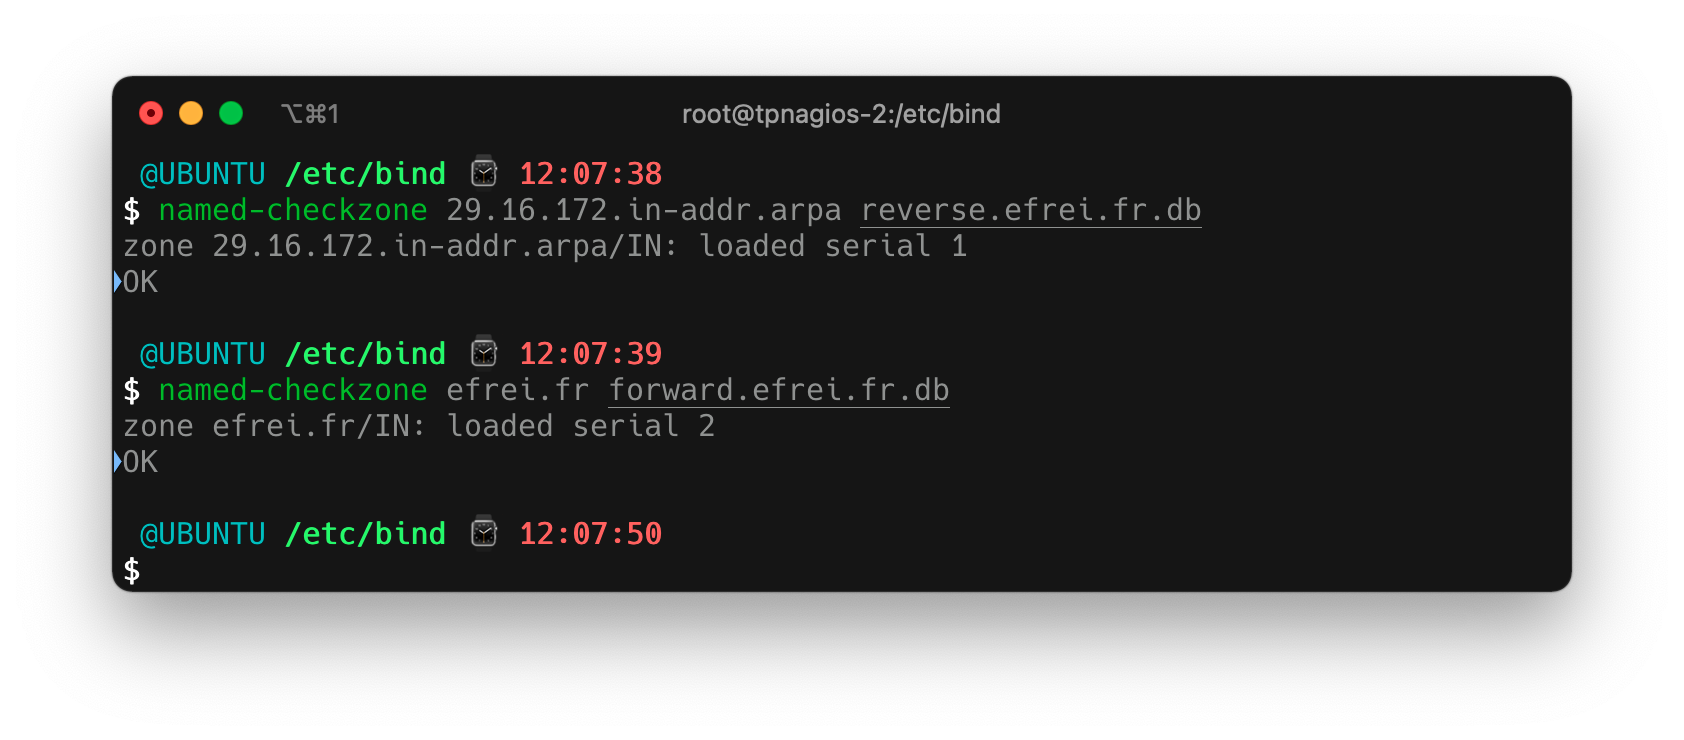 ⌥⌘1 root@tpnagios-2:/etc/bind
@UBUNTU /etc/bind ⌚ 12:07:38
$ named-checkzone 29.16.172.in-addr.arpa reverse.efrei.fr.db
zone 29.16.172.in-addr.arpa/IN: loaded serial 1
OK
@UBUNTU /etc/bind ⌚ 12:07:39
$ named-checkzone efrei.fr forward.efrei.fr.db
zone efrei.fr/IN: loaded serial 2
OK
@UBUNTU /etc/bind ⌚ 12:07:50
$